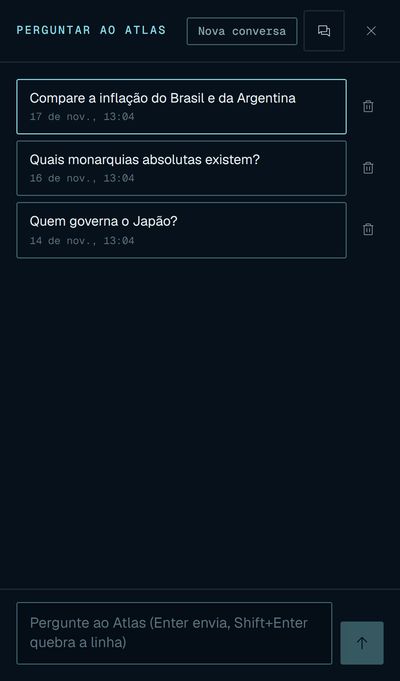 PERGUNTAR AO ATLAS
Nova conversa
Compare a inflação do Brasil e da Argentina
17 de nov., 13:04
Quais monarquias absolutas existem?
16 de nov., 13:04
Quem governa o Japão?
14 de nov., 13:04
Pergunte ao Atlas (Enter envia, Shift+Enter
quebra a linha)